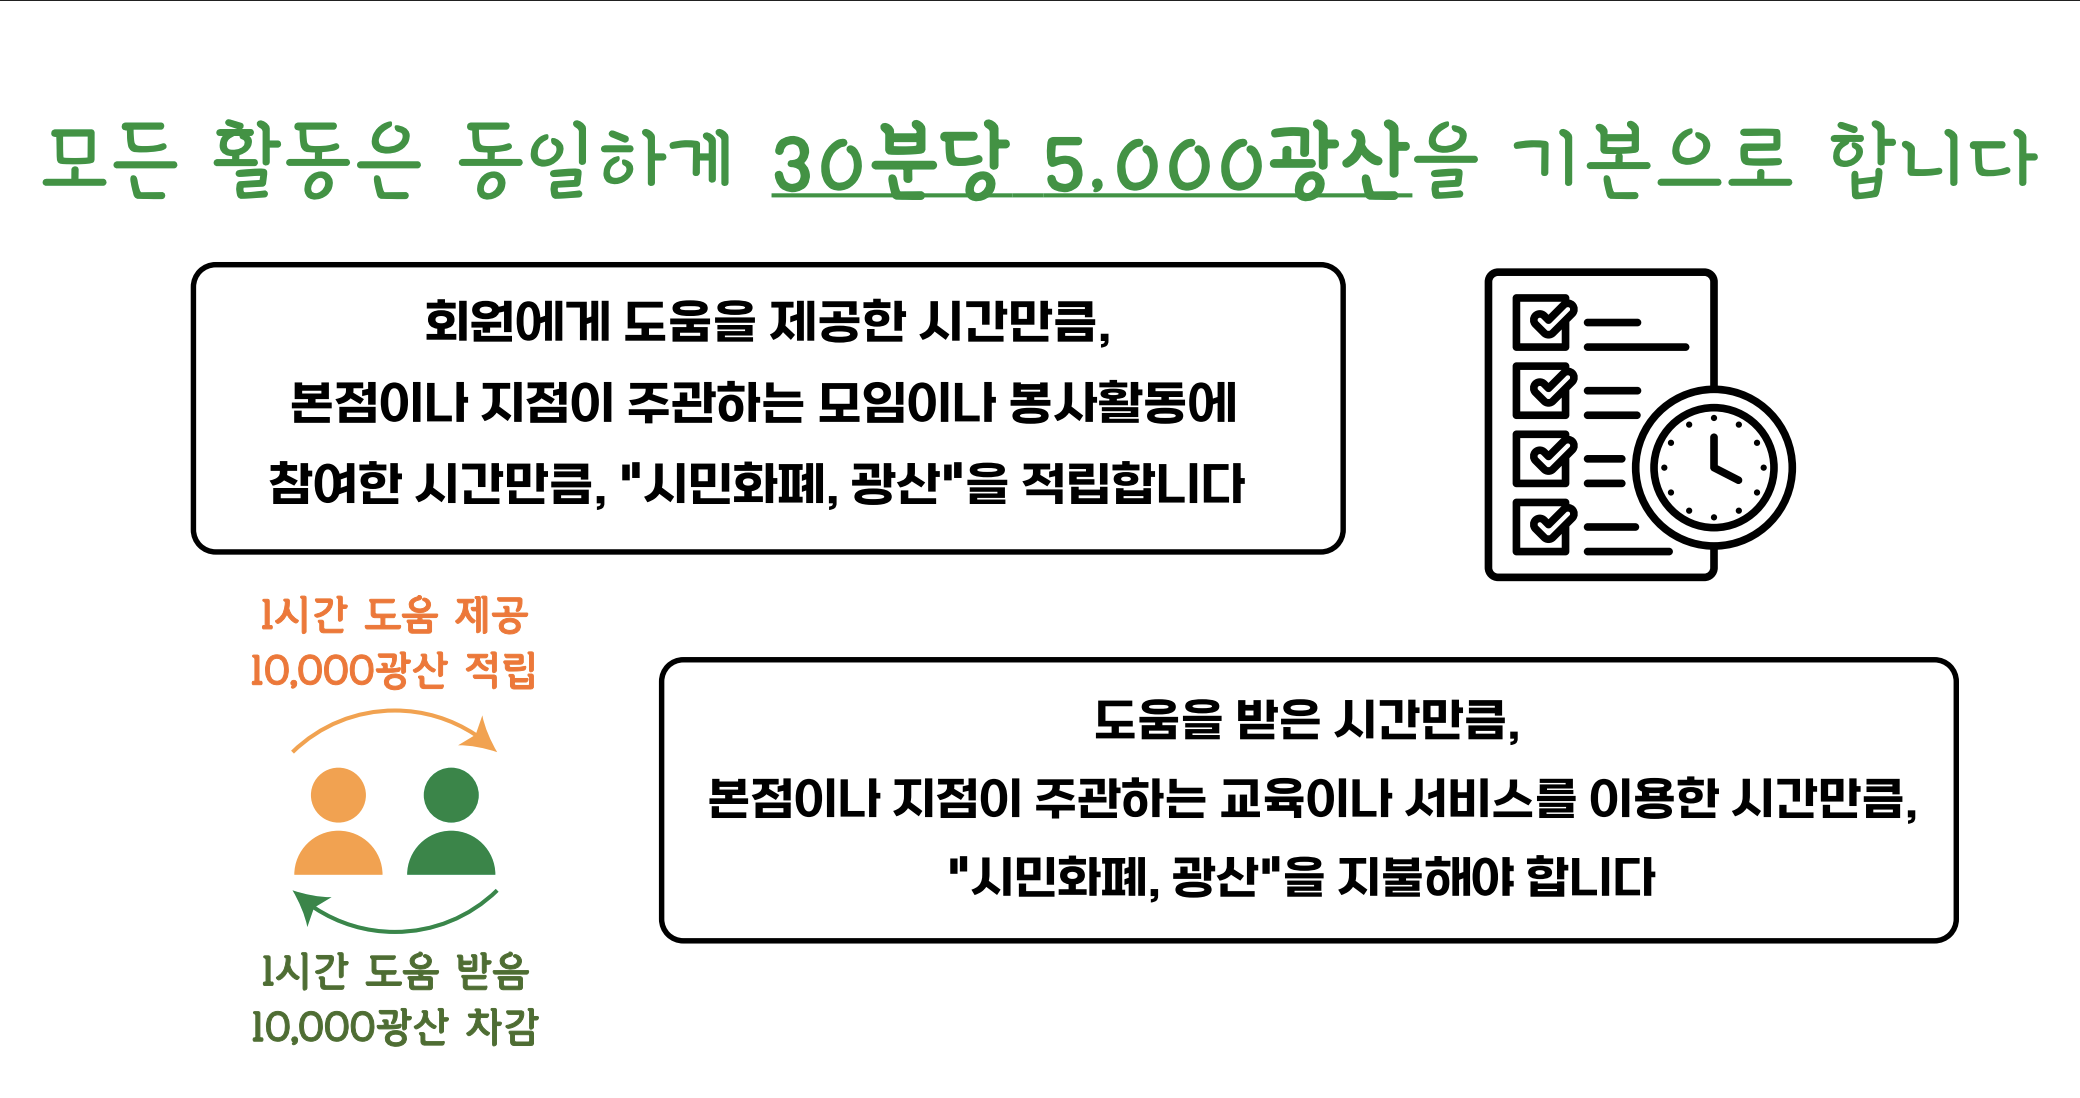 모든 활동은 동일하게 30분당 5,000광산을 기본으로 합니다
회원에게 도움을 제공한 시간만큼,
본점이나 지점이 주관하는 모임이나 봉사활동에
참여한 시간만큼, "시민화폐, 광산"을 적립합니다
1시간 도움 제공
10,000광산 적립
도움을 받은 시간만큼,
본점이나 지점이 주관하는 교육이나 서비스를 이용한 시간만큼,
"시민화폐, 광산"을 지불해야 합니다
1시간 도움 받음
10,000광산 차감